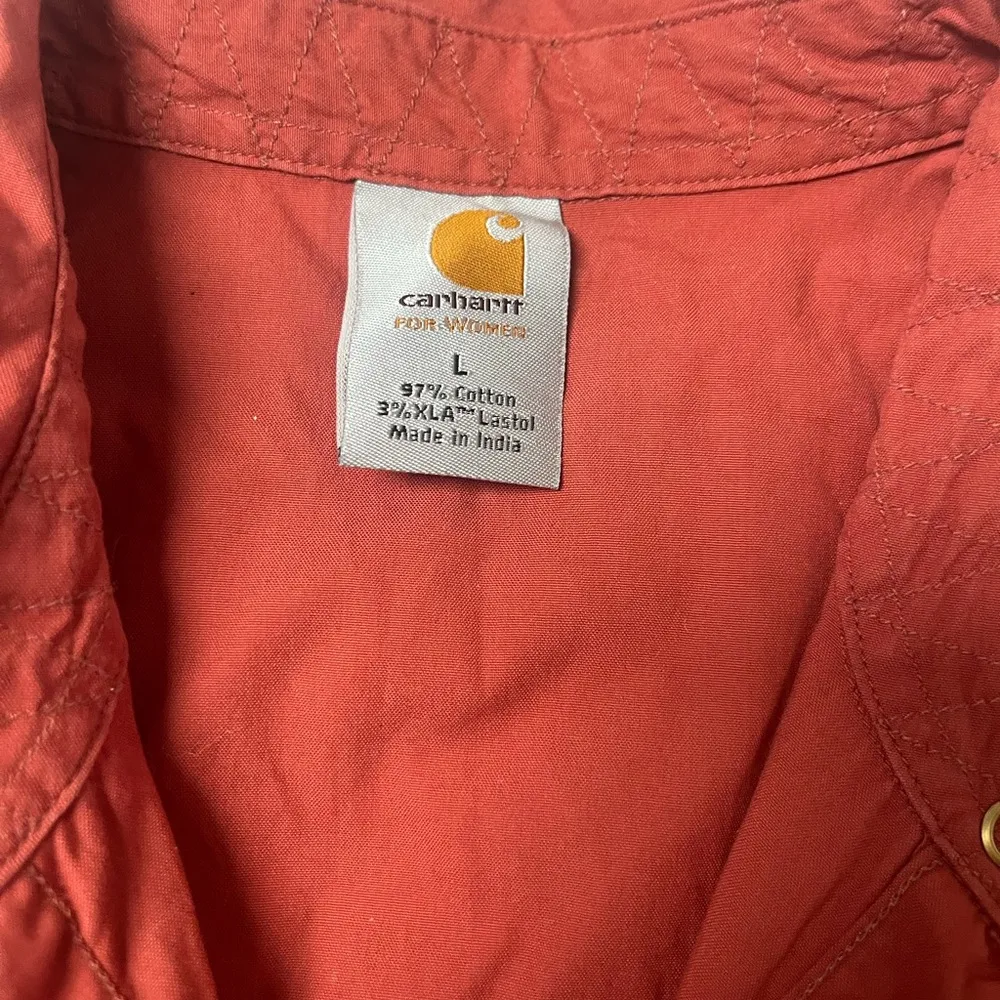 carhartt
FOR WOMEN
L
97% Cotton
3%XLA™ Lastol
Made in India